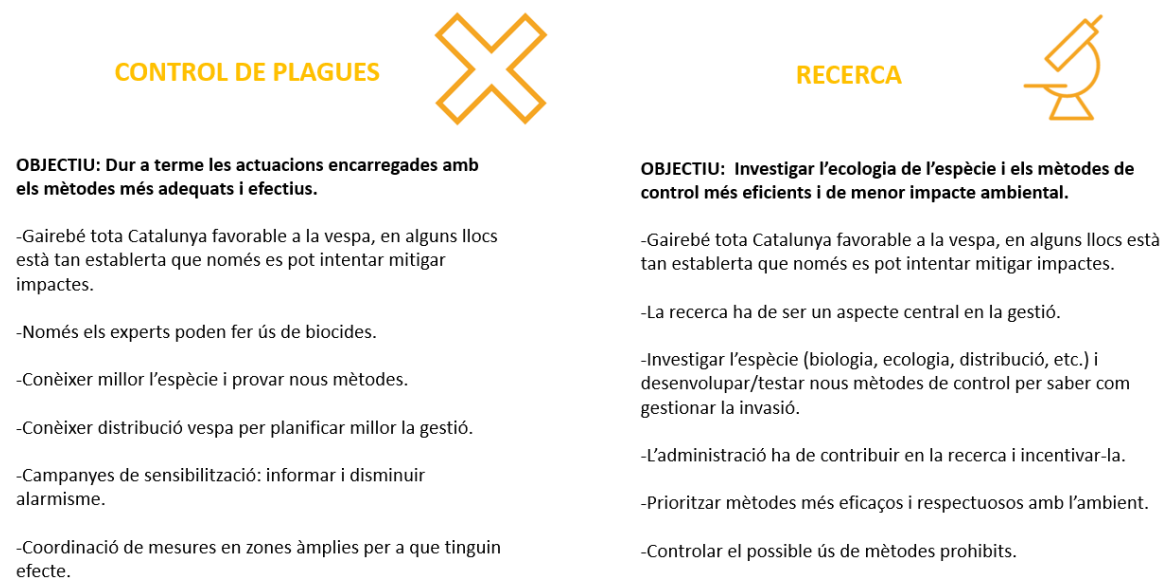 CONTROL DE PLAGUES
OBJECTIU: Dur a terme les actuacions encarregades amb
els mètodes més adequats i efectius.
-Gairebé tota Catalunya favorable a la vespa, en alguns llocs
està tan establerta que només es pot intentar mitigar
impactes.
-Només els experts poden fer ús de biocides.
-Conèixer millor l’espècie i provar nous mètodes.
-Conèixer distribució vespa per planificar millor la gestió.
-Campanyes de sensibilització: informar i disminuir
alarmisme.
-Coordinació de mesures en zones àmplies per a que tinguin
efecte.
RECERCA
OBJECTIU:  Investigar l’ecologia de l’espècie i els mètodes de
control més eficients i de menor impacte ambiental.
-Gairebé tota Catalunya favorable a la vespa, en alguns llocs està
tan establerta que només es pot intentar mitigar impactes.
-La recerca ha de ser un aspecte central en la gestió.
-Investigar l’espècie (biologia, ecologia, distribució, etc.) i
desenvolupar/testar nous mètodes de control per saber com
gestionar la invasió.
-L’administració ha de contribuir en la recerca i incentivar-la.
-Prioritzar mètodes més eficaços i respectuosos amb l’ambient.
-Controlar el possible ús de mètodes prohibits.